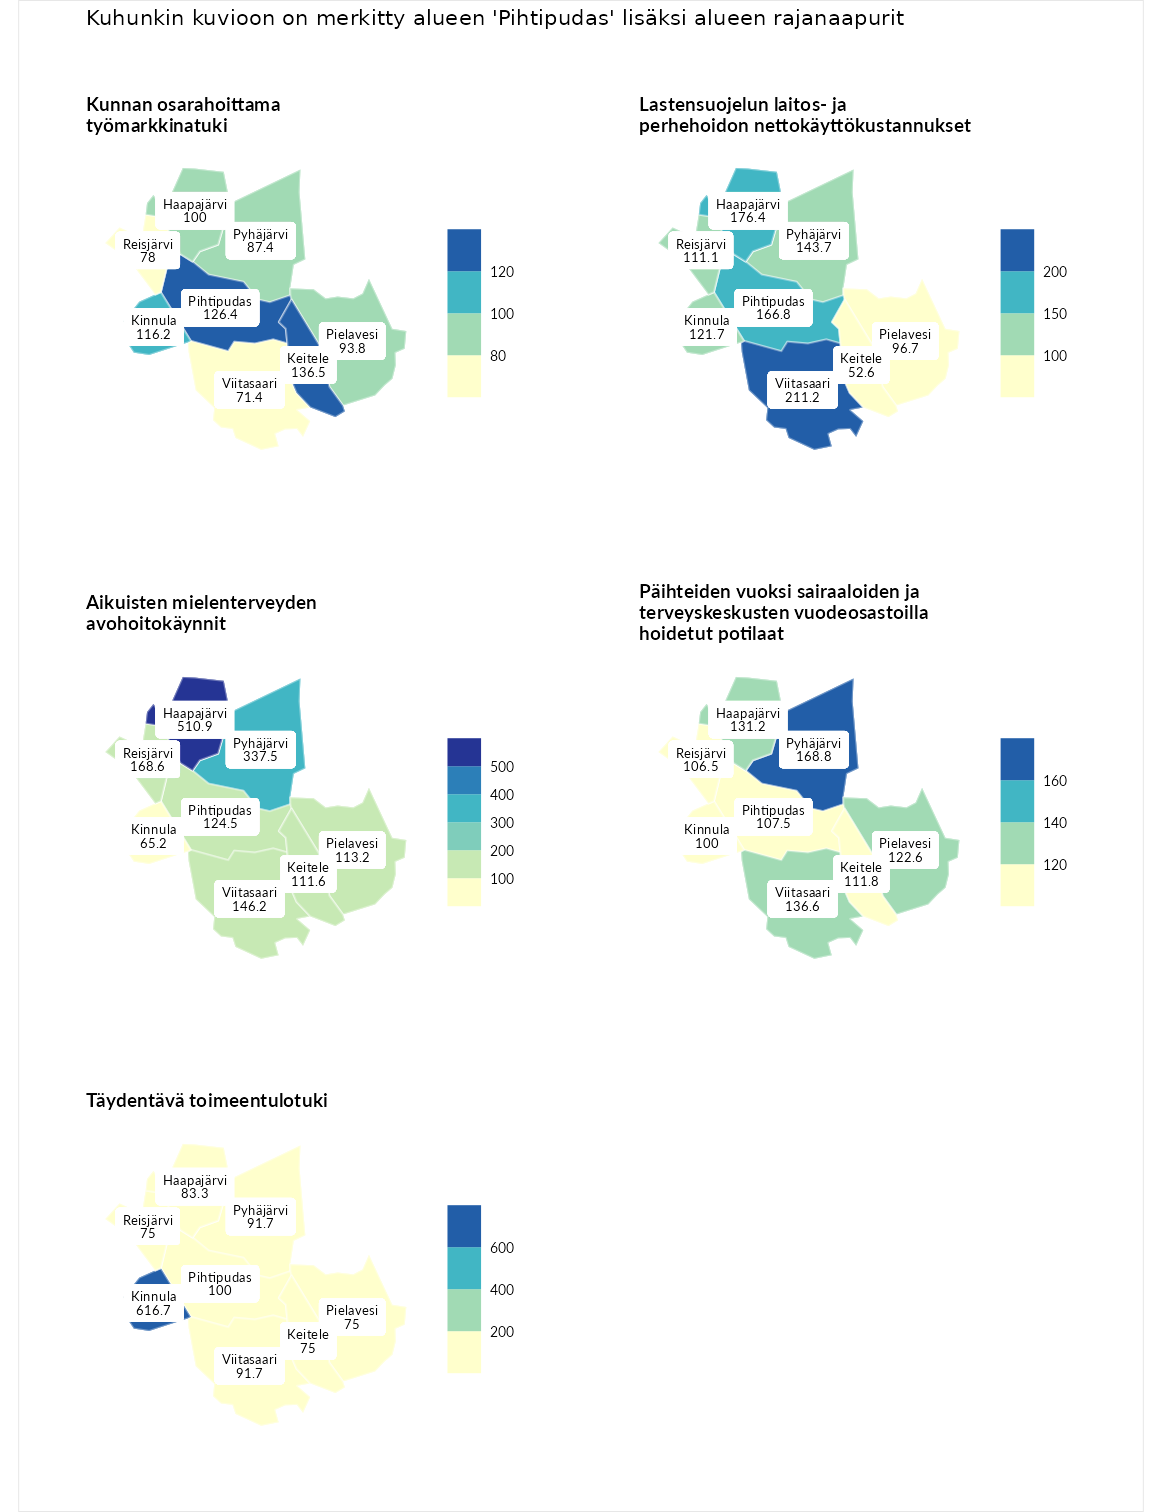 Kuhunkin kuvioon on merkitty alueen 'Pihtipudas' lisäksi alueen rajanaapurit
Kunnan osarahoittama
työmarkkinatuki
Haapajärvi
100
Pyhäjärvi
87.4
Reisjärvi
78
Pihtipudas
126.4
Kinnula
116.2
Pielavesi
93.8
Keitele
136.5
Viitasaari
71.4
120
100
80
Lastensuojelun laitos- ja
perhehoidon nettokäyttökustannukset
Haapajärvi
176.4
Pyhäjärvi
143.7
Reisjärvi
111.1
Pihtipudas
166.8
Kinnula
121.7
Pielavesi
96.7
Keitele
52.6
Viitasaari
211.2
200
150
100
Aikuisten mielenterveyden
avohoitokäynnit
Haapajärvi
510.9
Pyhäjärvi
337.5
Reisjärvi
168.6
Pihtipudas
124.5
Kinnula
65.2
Pielavesi
113.2
Keitele
111.6
Viitasaari
146.2
500
400
300
200
100
Päihteiden vuoksi sairaaloiden ja
terveyskeskusten vuodeosastoilla
hoidetut potilaat
Haapajärvi
131.2
Pyhäjärvi
168.8
Reisjärvi
106.5
Pihtipudas
107.5
Kinnula
100
Pielavesi
122.6
Keitele
111.8
Viitasaari
136.6
160
140
120
Täydentävä toimeentulotuki
Haapajärvi
83.3
Pyhäjärvi
91.7
Reisjärvi
75
Pihtipudas
100
Kinnula
616.7
Pielavesi
75
Keitele
75
Viitasaari
91.7
600
400
200